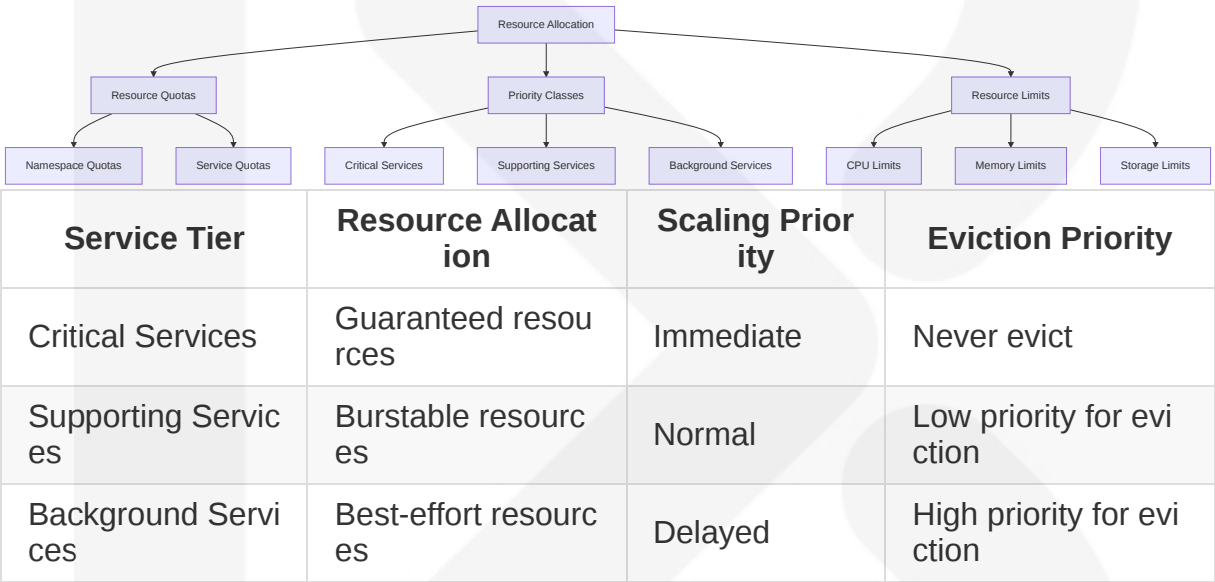 Resource Allocation
Resource Quotas
Priority Classes
Resource Limits
Namespace Quotas
Service Quotas
Critical Services
Supporting Services
Background Services
CPU Limits
Memory Limits
Storage Limits
Service Tier
Resource Allocat
ion
Scaling Prior
ity
Eviction Priority
Critical Services
Guaranteed resou
rces
Immediate
Never evict
Supporting Servic
es
Burstable resourc
es
Normal
Low priority for evi
ction
Background Servi
ces
Best-effort resourc
es
Delayed
High priority for evi
ction